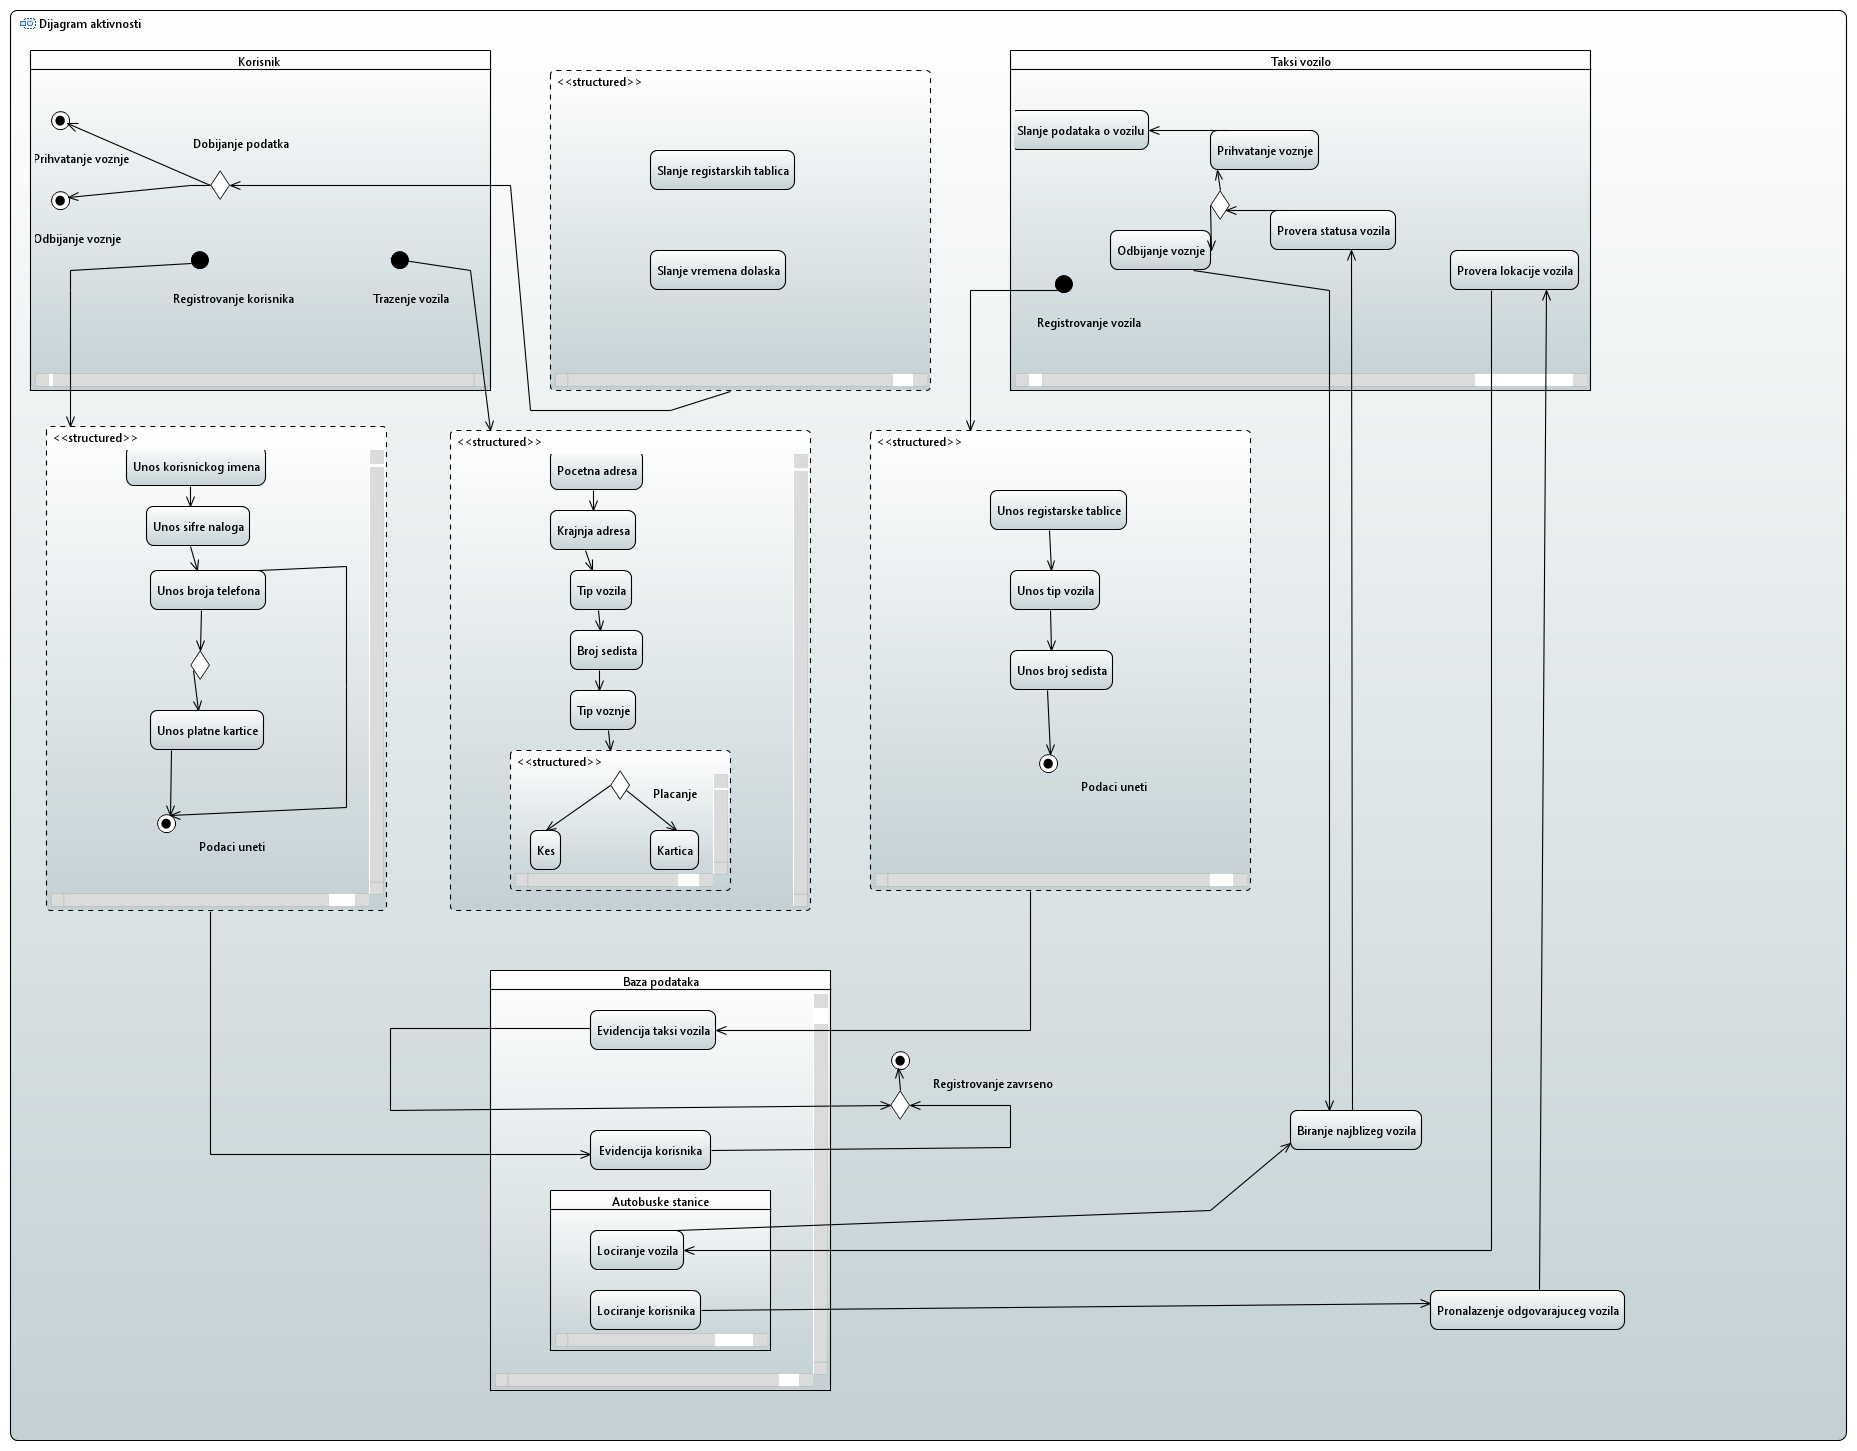 Dijagram aktivnosti
Korisnik
Dobijanje podatka
Prihvatanje voznje
Odbijanje voznje
Registrovanje korisnika
Trazenje vozila
<<structured>>
Slanje registarskih tablica
Slanje vremena dolaska
Taksi vozilo
Slanje podataka o vozilu
Prihvatanje voznje
Provera statusa vozila
Odbijanje voznje
Provera lokacije vozila
Registrovanje vozila
<<structured>>
Unos korisnickog imena
Unos sifre naloga
Unos broja telefona
Unos platne kartice
Podaci uneti
<<structured>>
Pocetna adresa
Krajnja adresa
Tip vozila
Broj sedista
Tip voznje
<<structured>>
Placanje
Kes
Kartica
<<structured>>
Unos registarske tablice
Unos tip vozila
Unos broj sedista
Podaci uneti
Baza podataka
Evidencija taksi vozila
Registrovanje zavrseno
Evidencija korisnika
Biranje najblizeg vozila
Autobuske stanice
Lociranje vozila
Lociranje korisnika
Pronalazenje odgovarajuceg vozila